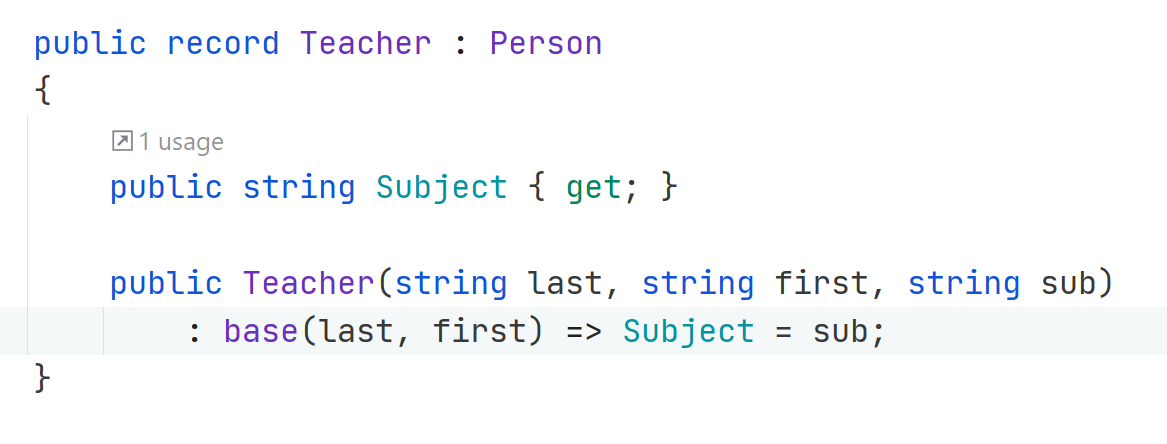 public record Teacher : Person
{
1 usage
public string Subject { get; }
public Teacher(string last, string first, string sub)
: base(last, first) => Subject = sub;
}